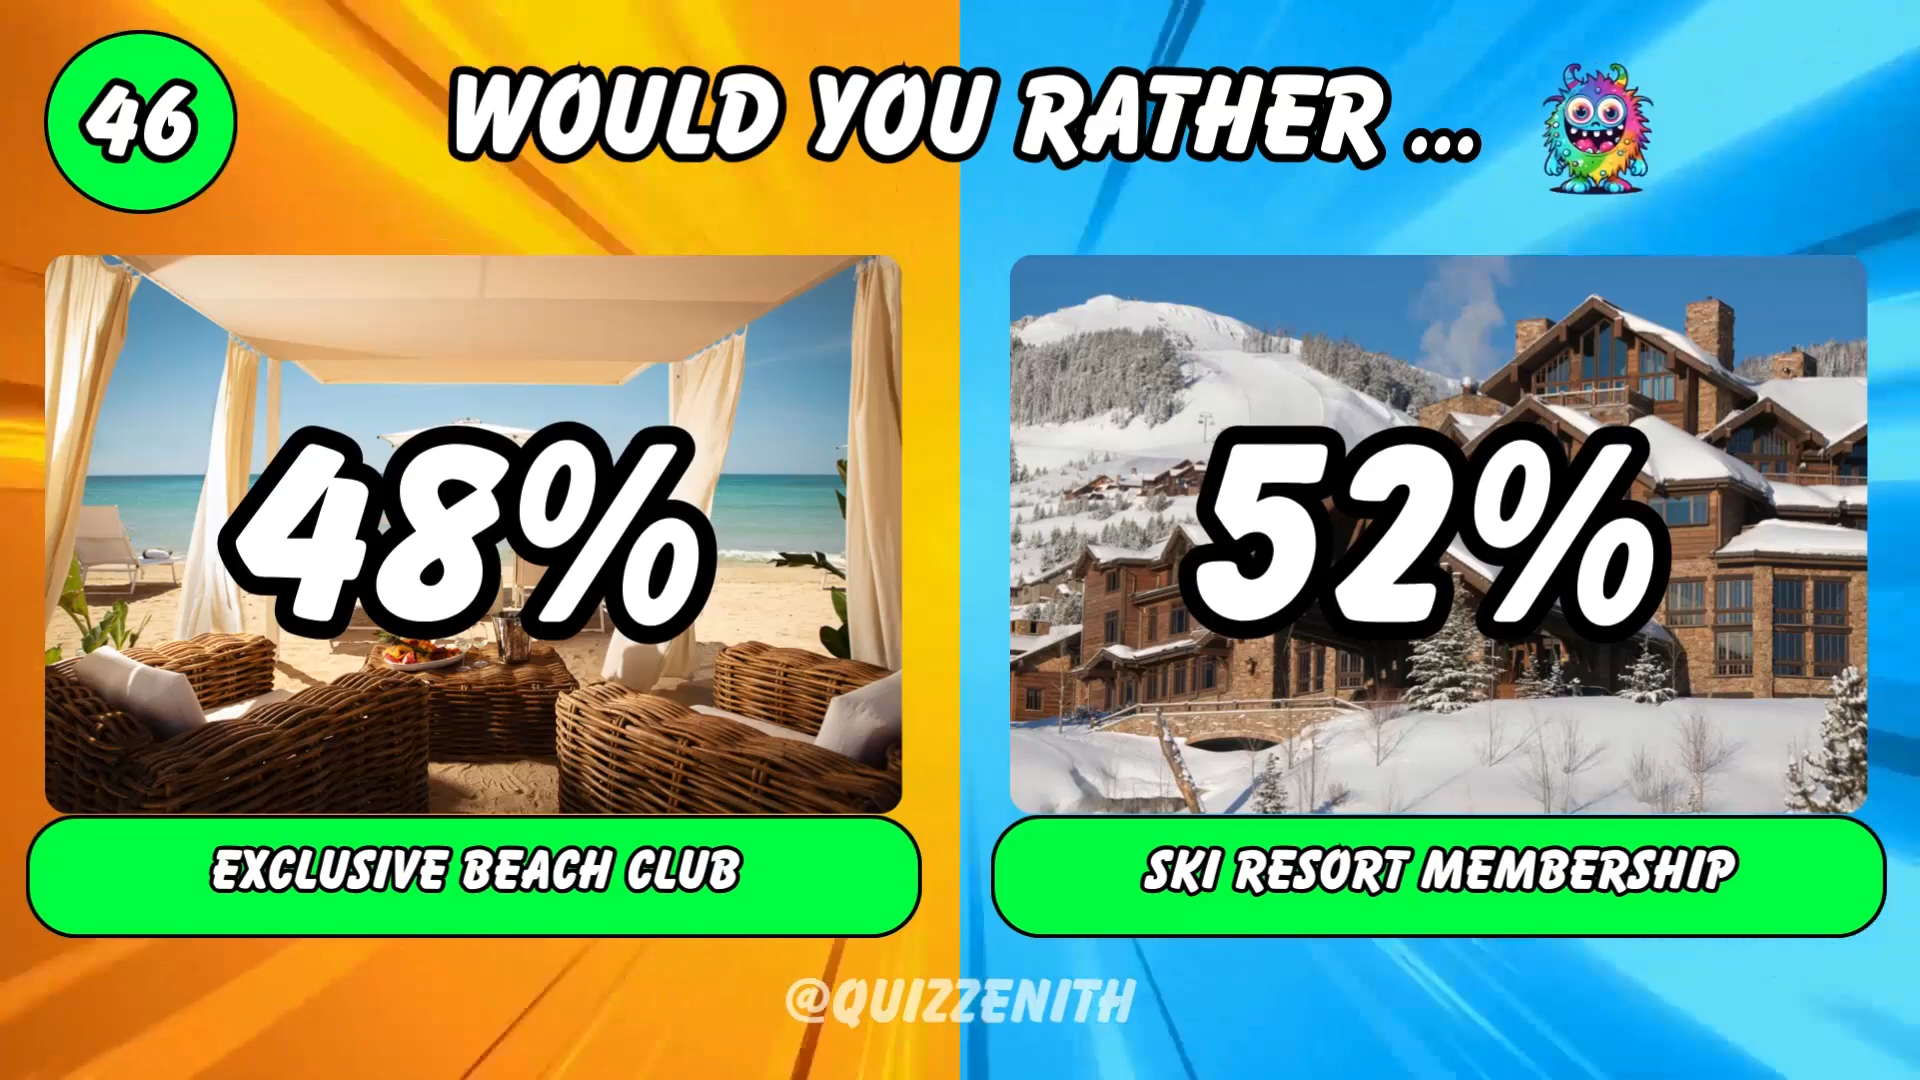 46
WOULD YOU RATHER ...
48%
52%
EXCLUSIVE BEACH CLUB
SKI RESORT MEMBERSHIP
@QUIZZENITH